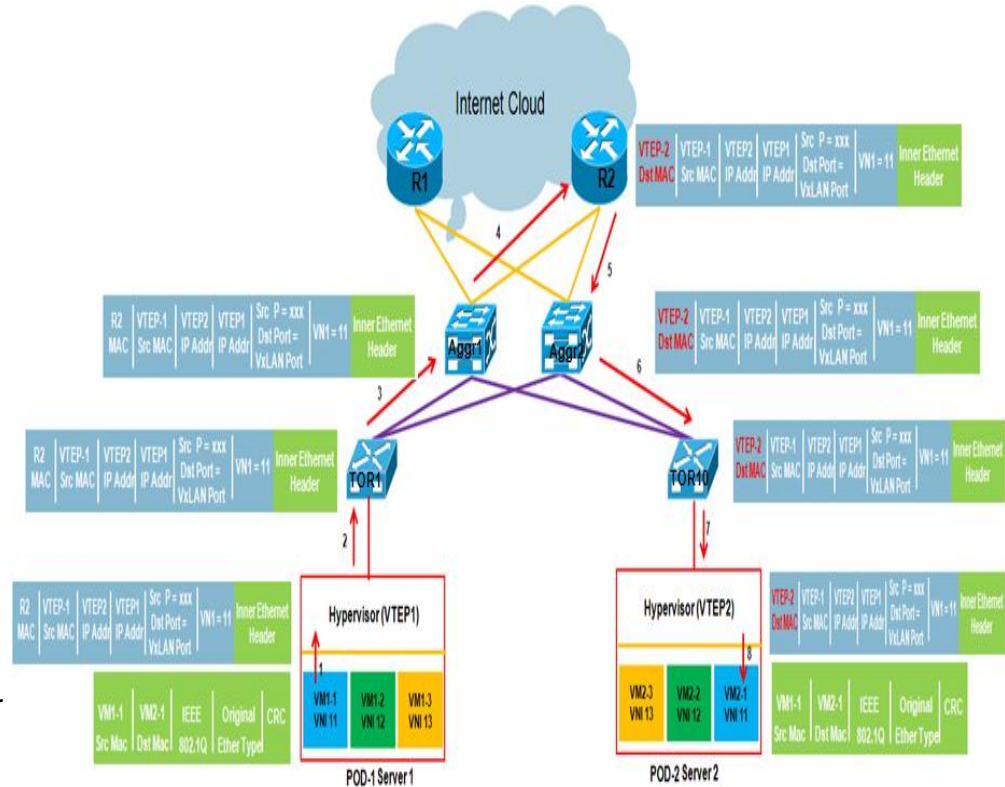 Internet Cloud
R1
R2
VTEP-2 Dst MAC | VTEP-1 Src MAC | VTEP2 IP Addr | VTEP1 IP Addr | Src P = xxx Dst Port = VxLAN Port | VN1 = 11 | Inner Ethernet Header
4
5
R2 MAC | VTEP-1 Src MAC | VTEP2 IP Addr | VTEP1 IP Addr | Src P = xxx Dst Port = VxLAN Port | VN1 = 11 | Inner Ethernet Header
Aggr1
Aggr2
VTEP-2 Dst MAC | VTEP-1 Src MAC | VTEP2 IP Addr | VTEP1 IP Addr | Src P = xxx Dst Port = VxLAN Port | VN1 = 11 | Inner Ethernet Header
3
6
R2 MAC | VTEP-1 Src MAC | VTEP2 IP Addr | VTEP1 IP Addr | Src P = xxx Dst Port = VxLAN Port | VN1 = 11 | Inner Ethernet Header
TOR1
TOR10
VTEP-2 Dst MAC | VTEP-1 Src MAC | VTEP2 IP Addr | VTEP1 IP Addr | Src P = xxx Dst Port = VxLAN Port | VN1 = 11 | Inner Ethernet Header
2
7
R2 MAC | VTEP-1 Src MAC | VTEP2 IP Addr | VTEP1 IP Addr | Src P = xxx Dst Port = VxLAN Port | VN1 = 11 | Inner Ethernet Header
Hypervisor (VTEP1)
Hypervisor (VTEP2)
VTEP-2 Dst MAC | VTEP-1 Src MAC | VTEP2 IP Addr | VTEP1 IP Addr | Src P = xxx Dst Port = VxLAN Port | VN1 = 11 | Inner Ethernet Header
1
8
VM1-1 Src Mac | VM2-1 Dst Mac | IEEE 802.1Q | Original Ether Type | CRC
VM1-1 VNI 11
VM1-2 VNI 12
VM1-3 VNI 13
VM2-3 VNI 13
VM2-2 VNI 12
VM2-1 VNI 11
VM1-1 Src Mac | VM2-1 Dst Mac | IEEE 802.1Q | Original Ether Type | CRC
POD-1 Server 1
POD-2 Server 2